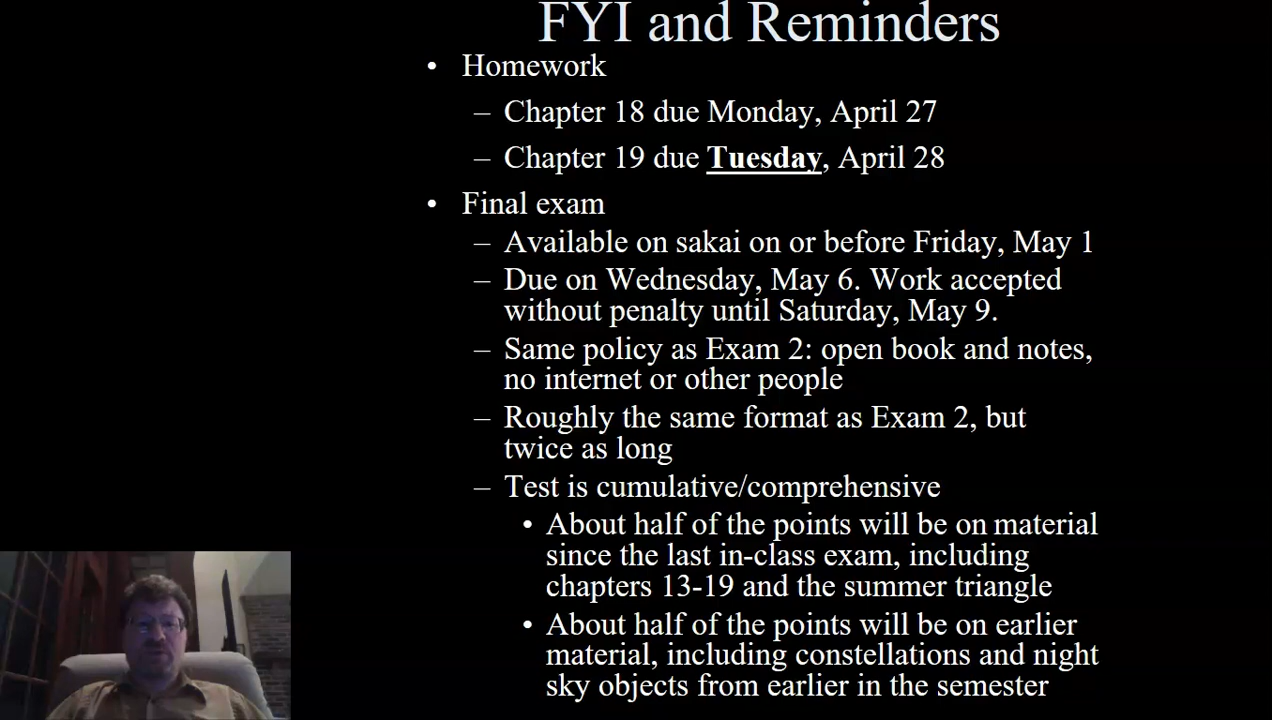 FYI and Reminders
• Homework
– Chapter 18 due Monday, April 27
– Chapter 19 due Tuesday, April 28
• Final exam
– Available on sakai on or before Friday, May 1
– Due on Wednesday, May 6. Work accepted
without penalty until Saturday, May 9.
– Same policy as Exam 2: open book and notes,
no internet or other people
– Roughly the same format as Exam 2, but
twice as long
– Test is cumulative/comprehensive
• About half of the points will be on material
since the last in-class exam, including
chapters 13-19 and the summer triangle
• About half of the points will be on earlier
material, including constellations and night
sky objects from earlier in the semester